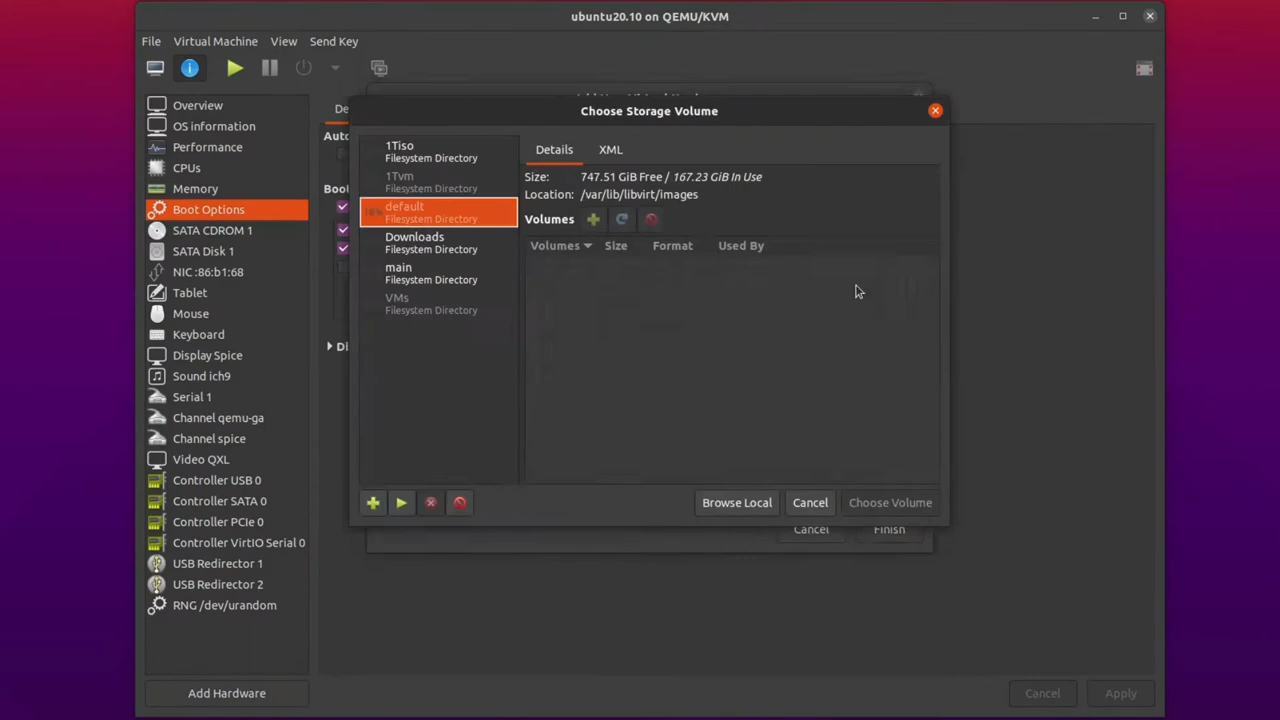 ubuntu20.10 on QEMU/KVM
File Virtual Machine View Send Key
Overview
OS information
Performance
CPUs
Memory
Boot Options
SATA CDROM 1
SATA Disk 1
NIC :86:b1:68
Tablet
Mouse
Keyboard
Display Spice
Sound ich9
Serial 1
Channel qemu-ga
Channel spice
Video QXL
Controller USB 0
Controller SATA 0
Controller PCIe 0
Controller VirtIO Serial 0
USB Redirector 1
USB Redirector 2
RNG /dev/urandom
Add Hardware
De
Auto
Boo
Di
Choose Storage Volume
1Tiso
Filesystem Directory
1Tvm
Filesystem Directory
default
Filesystem Directory
Downloads
Filesystem Directory
main
Filesystem Directory
VMs
Filesystem Directory
Details XML
Size: 747.51 GiB Free / 167.23 GiB In Use
Location: /var/lib/libvirt/images
Volumes
Volumes Size Format Used By
Browse Local Cancel Choose Volume
Cancel Finish
Cancel Apply